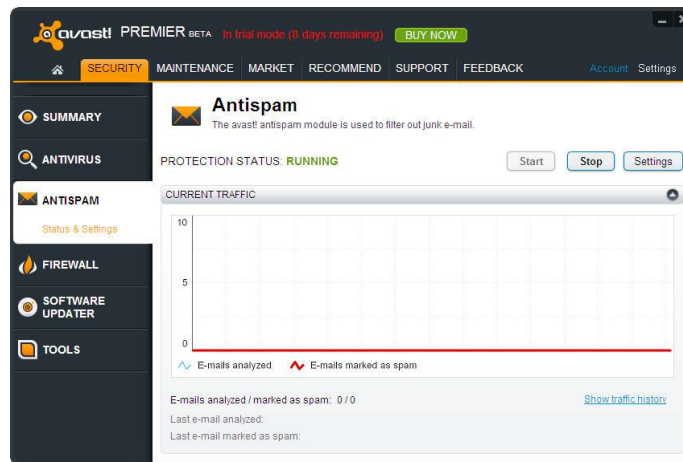 avast! PREMIER BETA In trial mode (8 days remaining) BUY NOW
SECURITY MAINTENANCE MARKET RECOMMEND SUPPORT FEEDBACK Account Settings
SUMMARY
ANTIVIRUS
ANTISPAM
Status & Settings
FIREWALL
SOFTWARE
UPDATER
TOOLS
Antispam
The avast! antispam module is used to filter out junk e-mail.
PROTECTION STATUS: RUNNING Start Stop Settings
CURRENT TRAFFIC
10
5
0
E-mails analyzed E-mails marked as spam
E-mails analyzed / marked as spam: 0 / 0 Show traffic history
Last e-mail analyzed:
Last e-mail marked as spam: